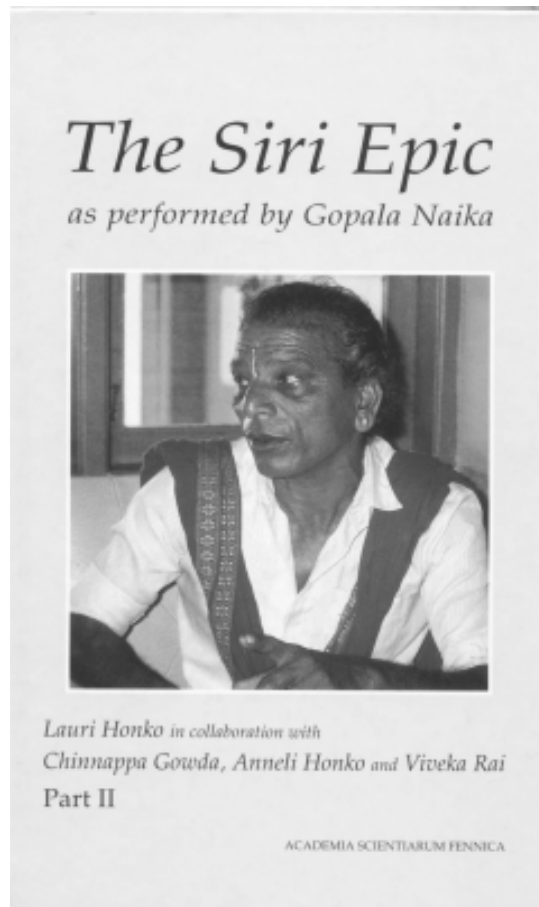 The Siri Epic
as performed by Gopala Naika
Lauri Honko in collaboration with
Chinnappa Gowda, Anneli Honko and Viveka Rai
Part II
ACADEMIA SCIENTIARUM FENNICA